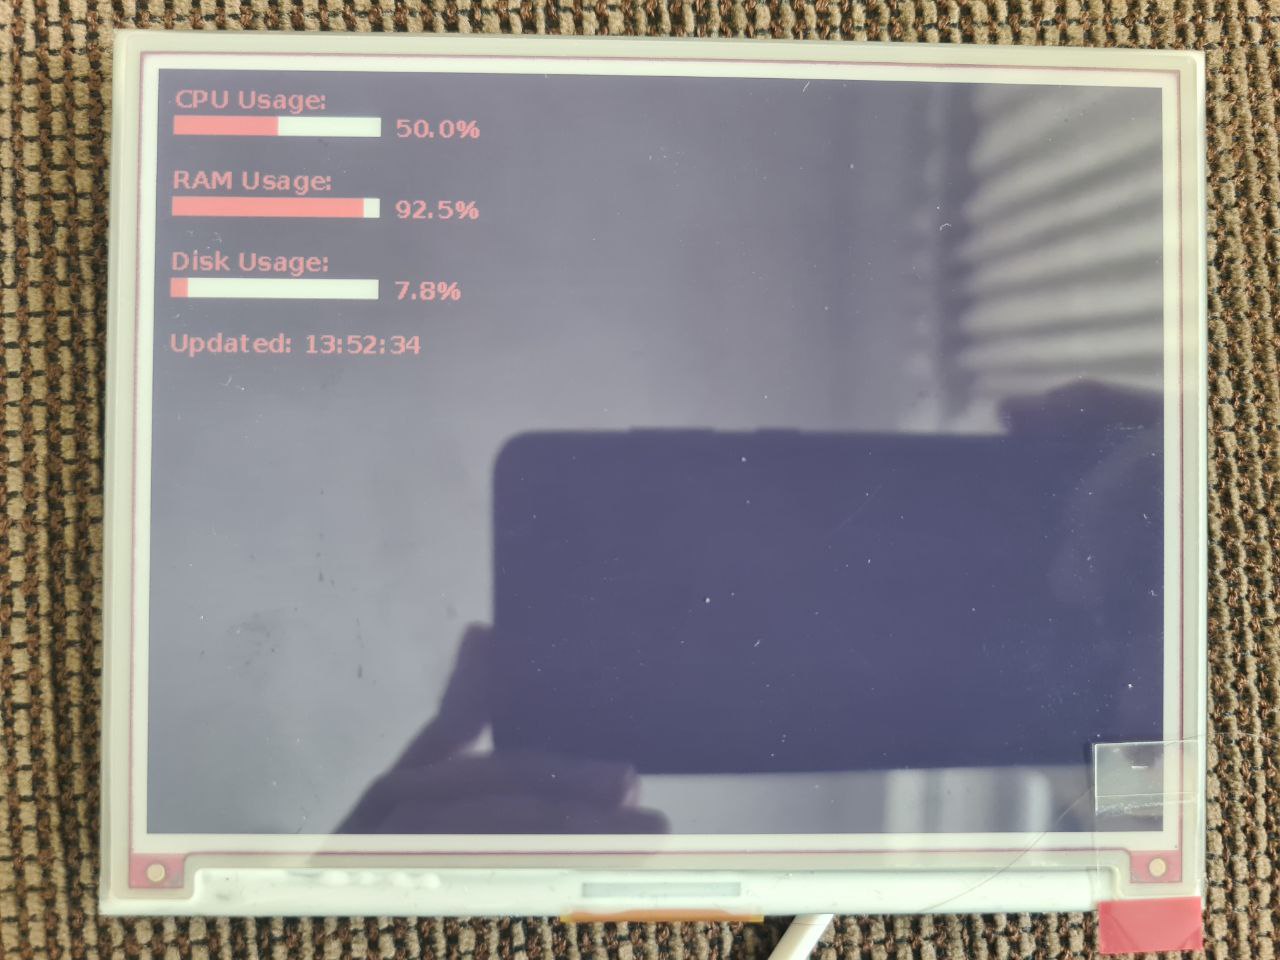 CPU Usage:
50.0%
RAM Usage:
92.5%
Disk Usage:
7.8%
Updated: 13:52:34